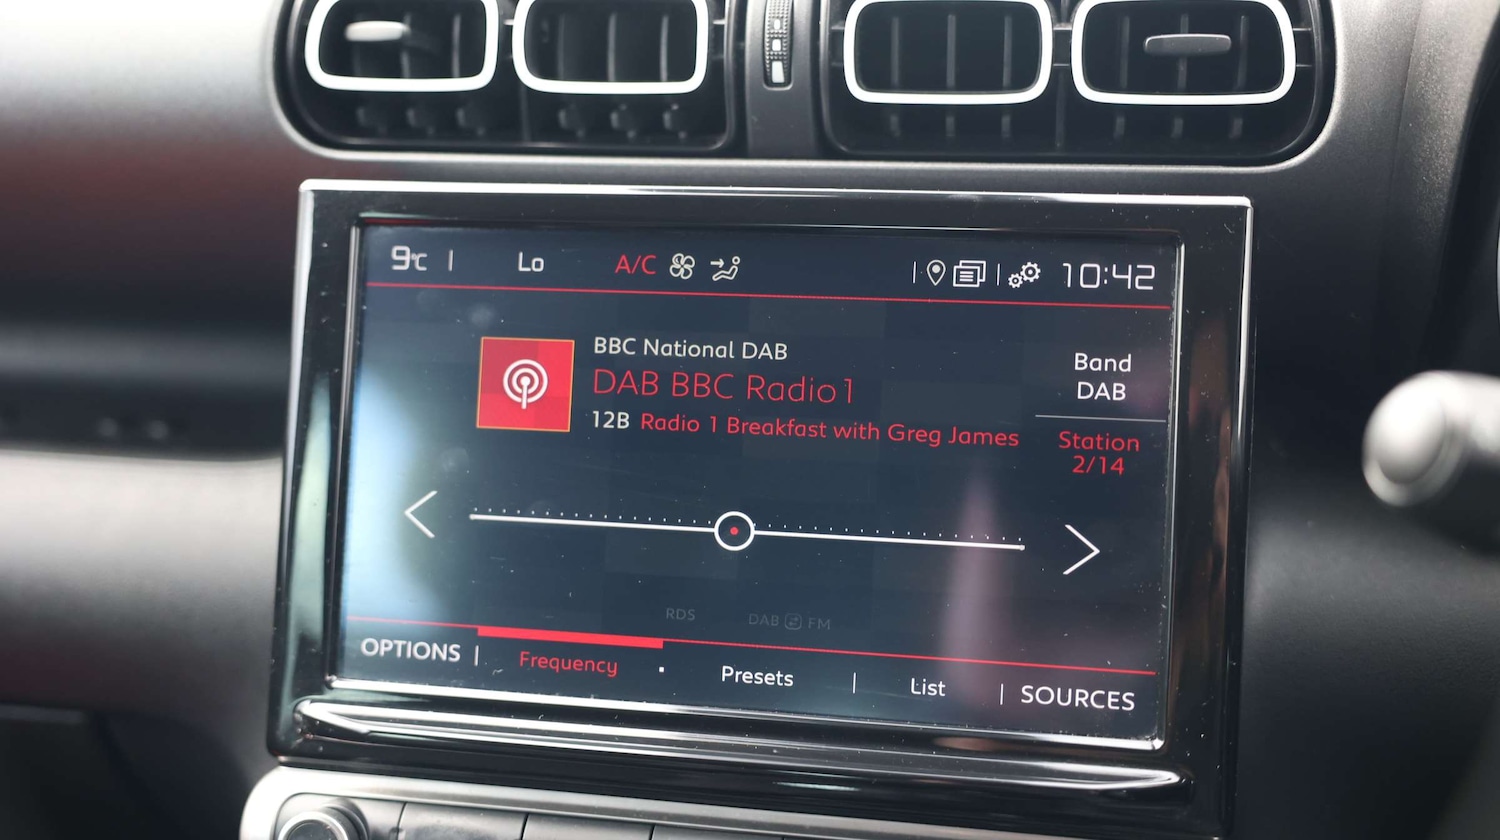 9°C | Lo A/C | | 10:42
BBC National DAB
DAB BBC Radio 1
12B Radio 1 Breakfast with Greg James
Band
DAB
Station
2/14
RDS DAB FM
OPTIONS | Frequency · Presets | List | SOURCES